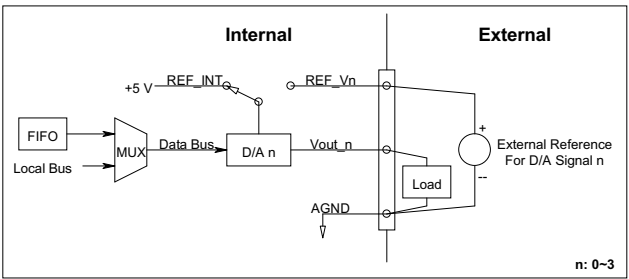 Internal
External
+5 V
REF_INT
REF_Vn
FIFO
Local Bus
MUX
Data Bus
D/A n
Vout_n
Load
AGND
+
--
External Reference
For D/A Signal n
n: 0~3